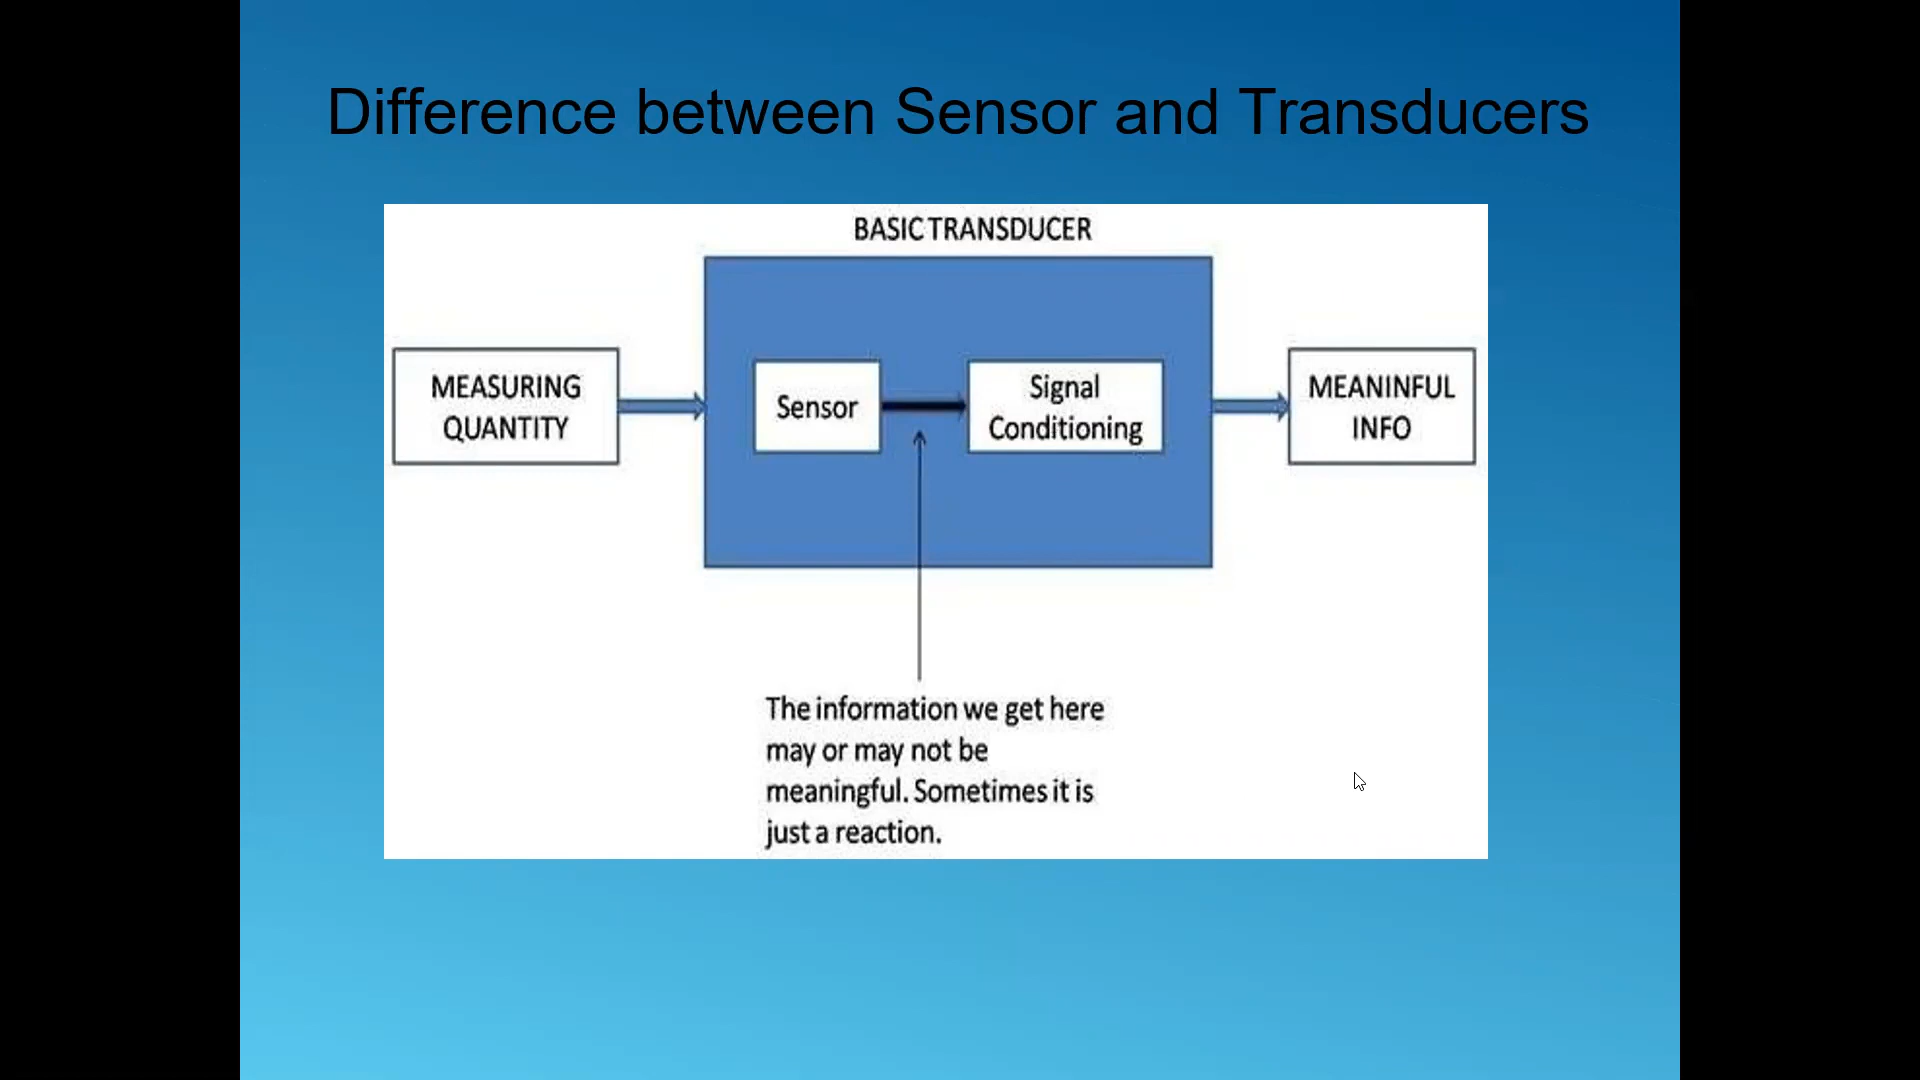 Difference between Sensor and Transducers
BASIC TRANSDUCER
MEASURING
QUANTITY
Sensor
Signal
Conditioning
MEANINFUL
INFO
The information we get here
may or may not be
meaningful. Sometimes it is
just a reaction.